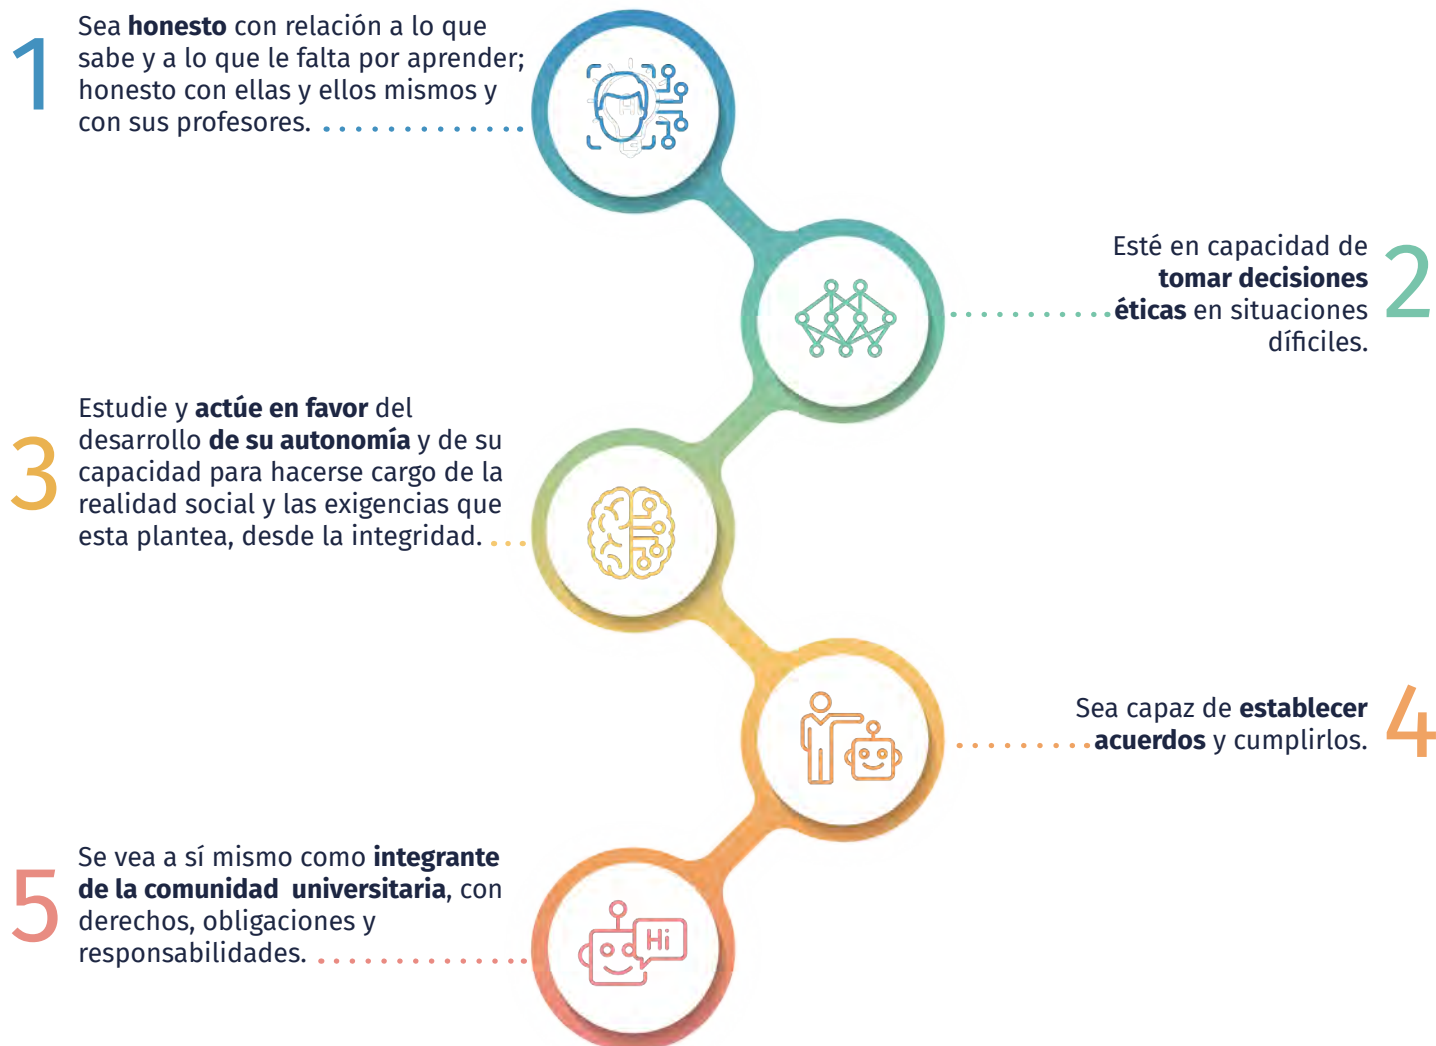 1
Sea honesto con relación a lo que
sabe y a lo que le falta por aprender;
honesto con ellas y ellos mismos y
con sus profesores.
Esté en capacidad de
tomar decisiones
éticas en situaciones
díficiles.
2
3
Estudie y actúe en favor del
desarrollo de su autonomía y de su
capacidad para hacerse cargo de la
realidad social y las exigencias que
esta plantea, desde la integridad.
Sea capaz de establecer
acuerdos y cumplirlos.
4
5
Se vea a sí mismo como integrante
de la comunidad universitaria, con
derechos, obligaciones y
responsabilidades.
Hi